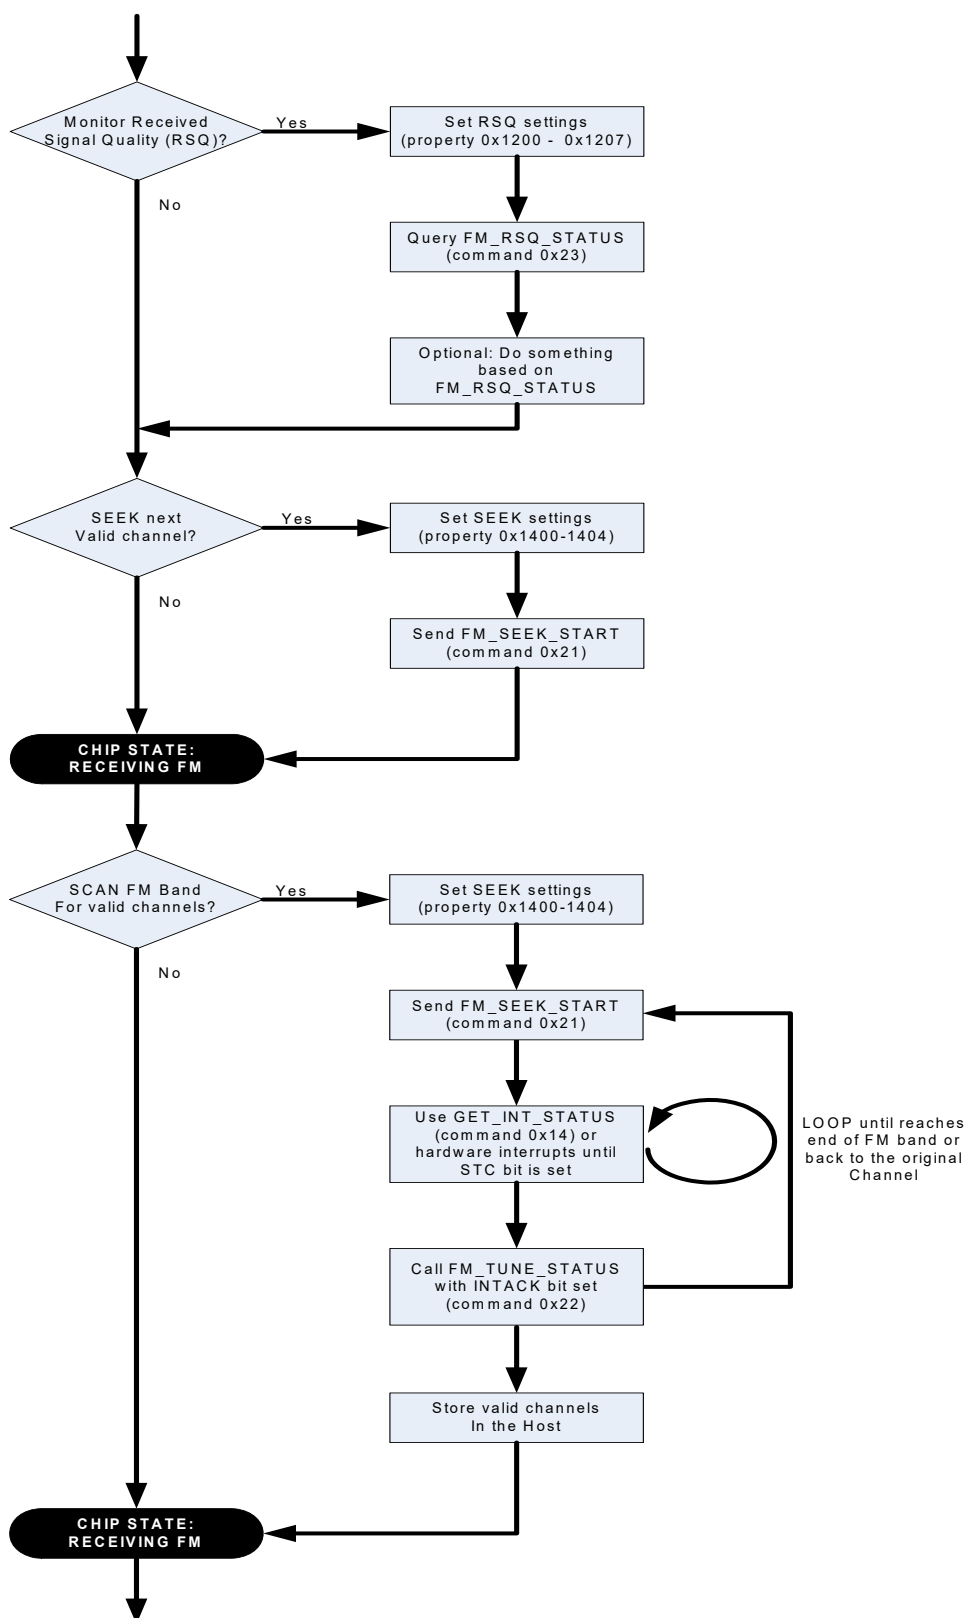 Monitor Received
Signal Quality (RSQ)?
Yes
Set RSQ settings
(property 0x1200 - 0x1207)
No
Query FM_RSQ_STATUS
(command 0x23)
Optional: Do something
based on
FM_RSQ_STATUS
SEEK next
Valid channel?
Yes
Set SEEK settings
(property 0x1400-1404)
No
Send FM_SEEK_START
(command 0x21)
CHIP STATE:
RECEIVING FM
SCAN FM Band
For valid channels?
Yes
Set SEEK settings
(property 0x1400-1404)
No
Send FM_SEEK_START
(command 0x21)
Use GET_INT_STATUS
(command 0x14) or
hardware interrupts until
STC bit is set
LOOP until reaches
end of FM band or
back to the original
Channel
Call FM_TUNE_STATUS
with INTACK bit set
(command 0x22)
Store valid channels
In the Host
CHIP STATE:
RECEIVING FM